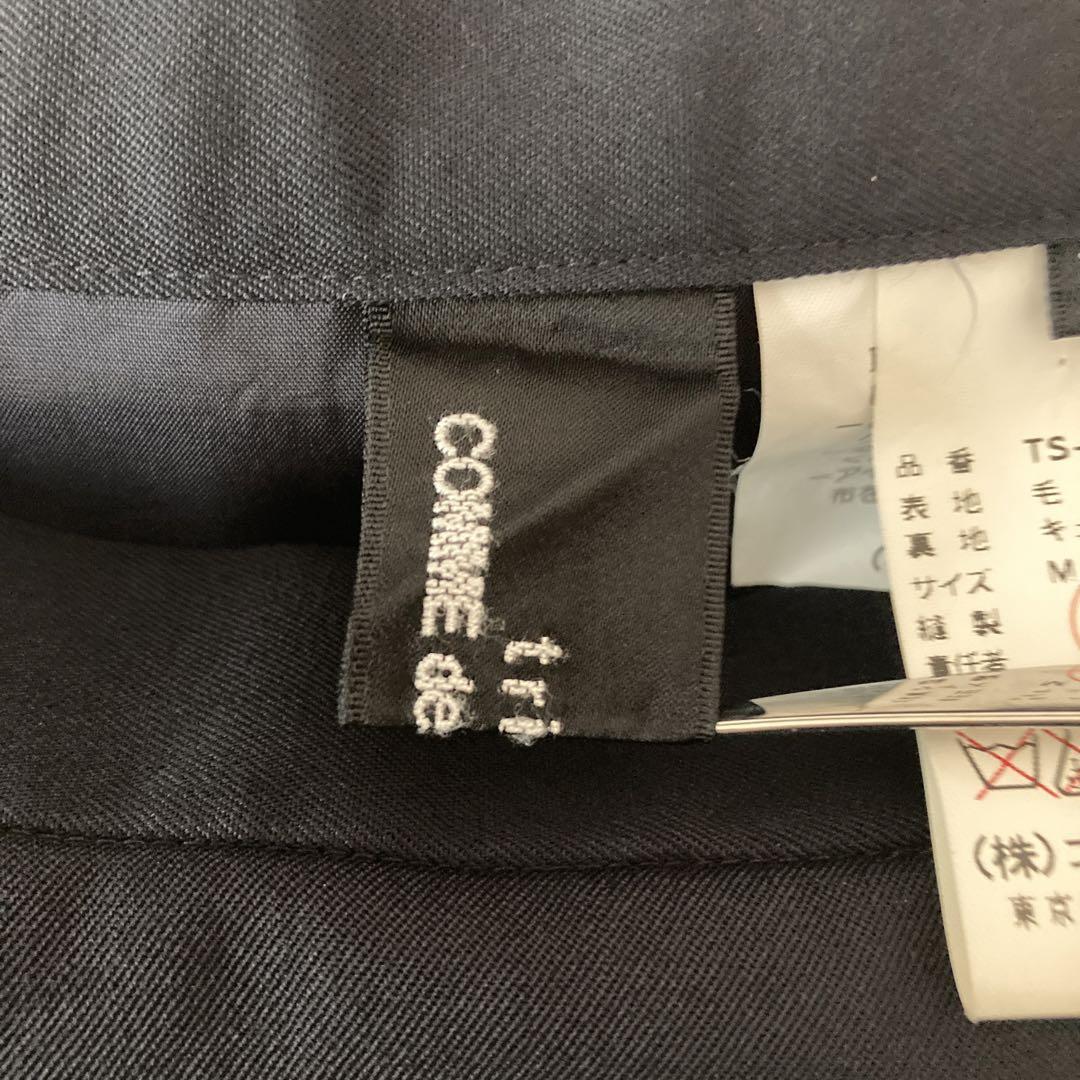 COMME de
tri
品番 TS-
表地 毛
裏地 キュ
サイズ M
縫製
責任者
(株)コ
東京